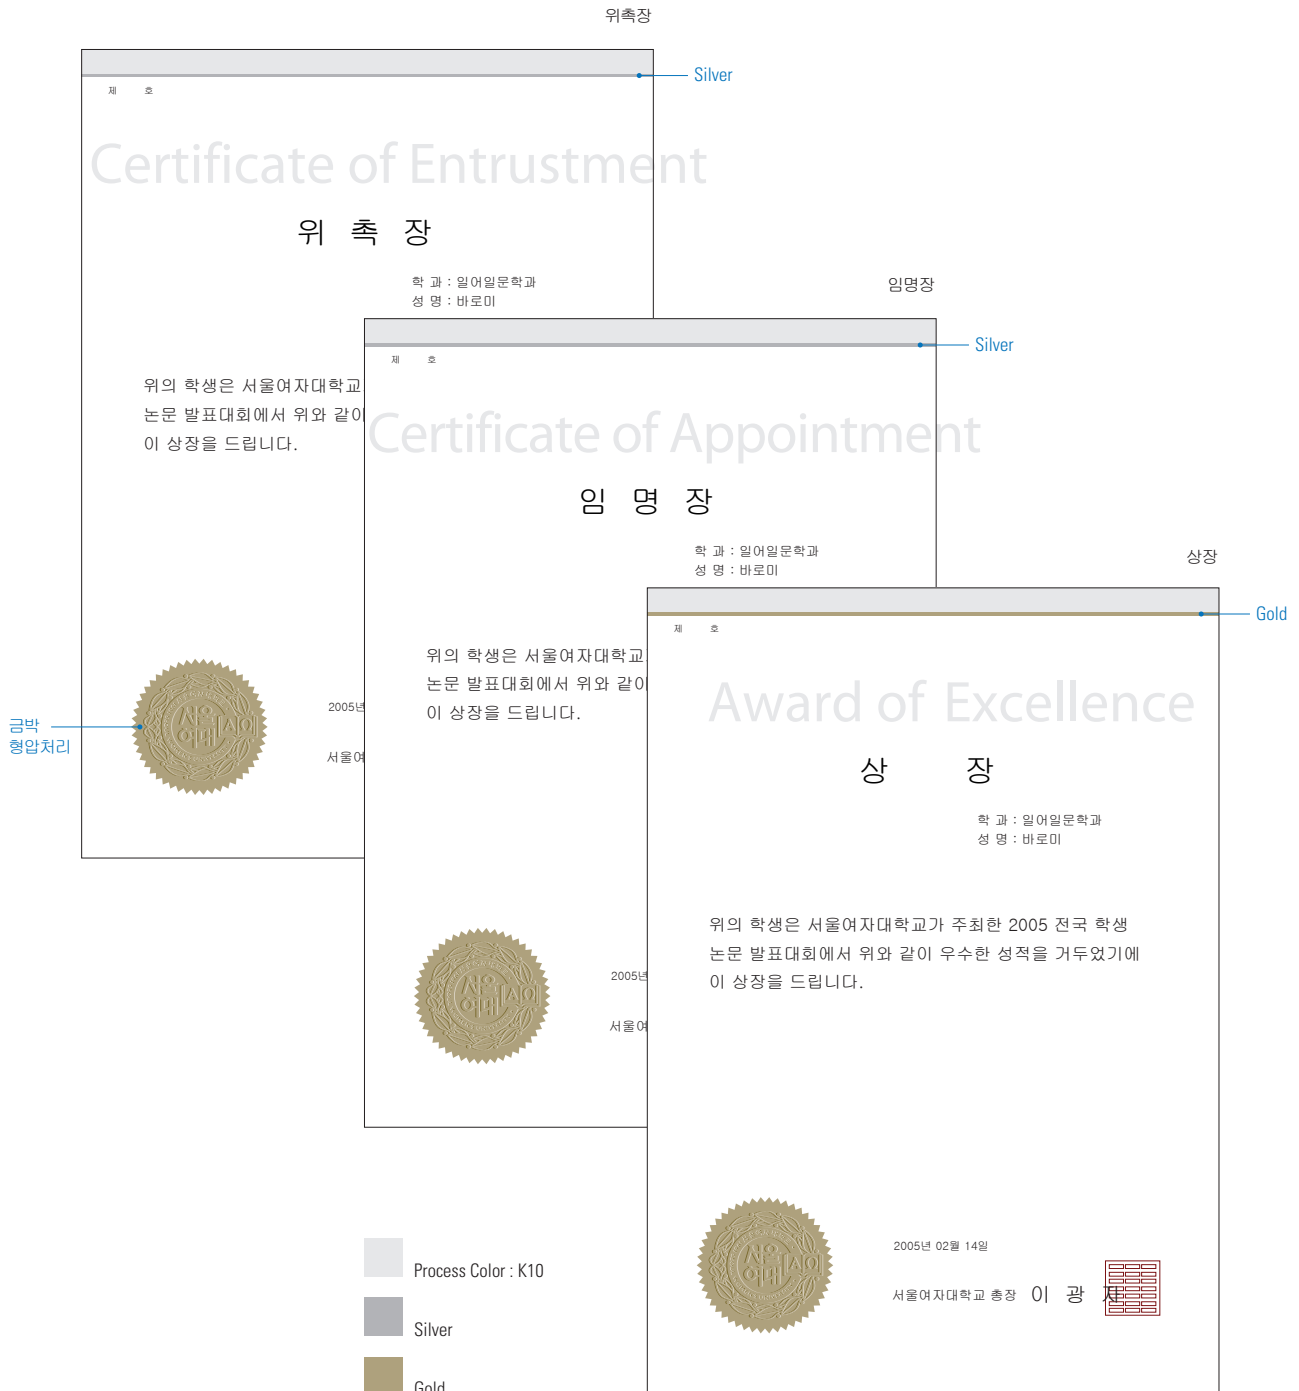 위촉장
Silver
제 호
Certificate of Entrustment
위 촉 장
학 과 : 일어일문학과
성 명 : 바로미
위의 학생은 서울여자대학교
논문 발표대회에서 위와 같이
이 상장을 드립니다.
서울
여대
2005년
서울여
금박
형압처리
임명장
Silver
제 호
Certificate of Appointment
임 명 장
학 과 : 일어일문학과
성 명 : 바로미
위의 학생은 서울여자대학교
논문 발표대회에서 위와 같이
이 상장을 드립니다.
서울
여대
2005년
서울여
상장
Gold
제 호
Award of Excellence
상 장
학 과 : 일어일문학과
성 명 : 바로미
위의 학생은 서울여자대학교가 주최한 2005 전국 학생
논문 발표대회에서 위와 같이 우수한 성적을 거두었기에
이 상장을 드립니다.
서울
여대
2005년 02월 14일
서울여자대학교 총장 이 광 자
Process Color : K10
Silver
Gold